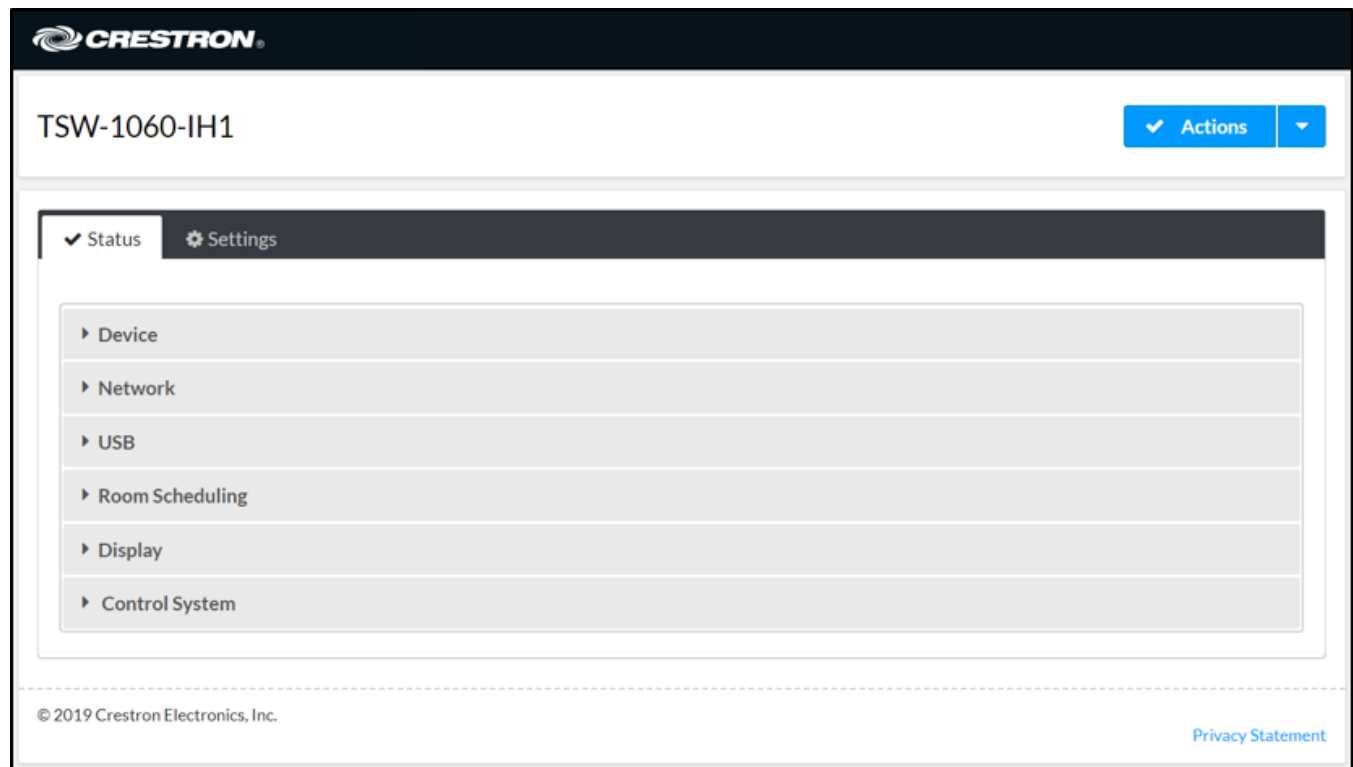 CRESTRON®
TSW-1060-IH1
Actions
Status Settings
Device
Network
USB
Room Scheduling
Display
Control System
© 2019 Crestron Electronics, Inc.
Privacy Statement